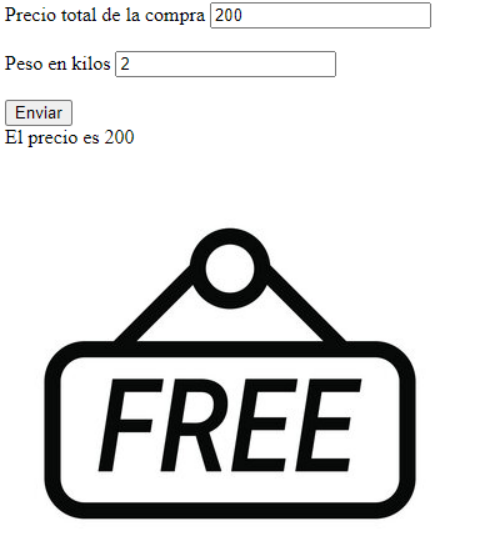 Precio total de la compra 200
Peso en kilos 2
Enviar
El precio es 200
FREE